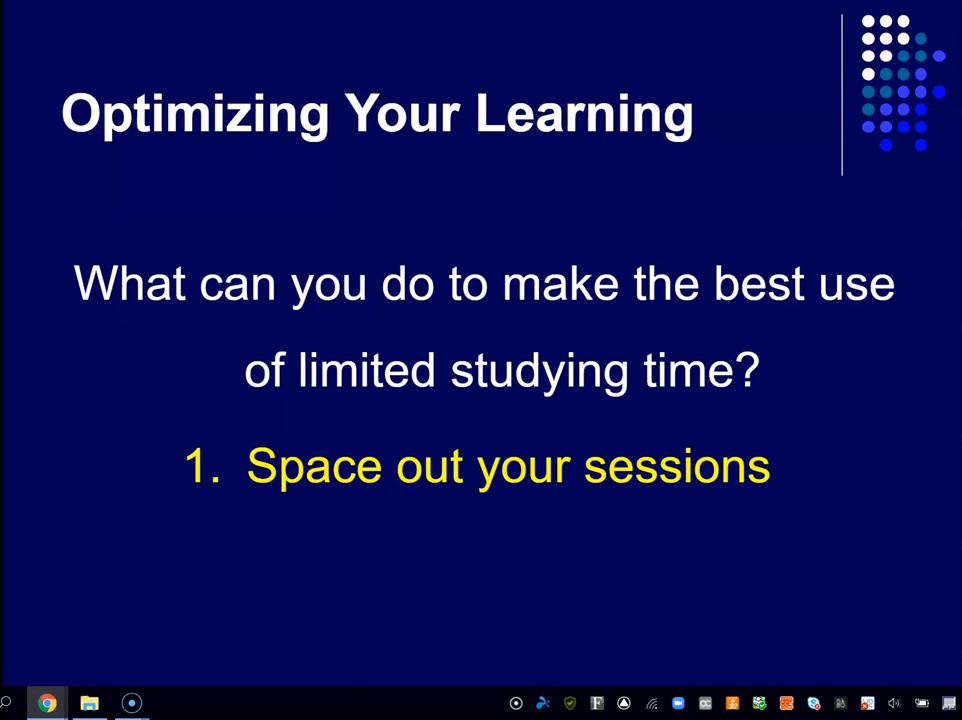 Optimizing Your Learning
What can you do to make the best use
of limited studying time?
1. Space out your sessions